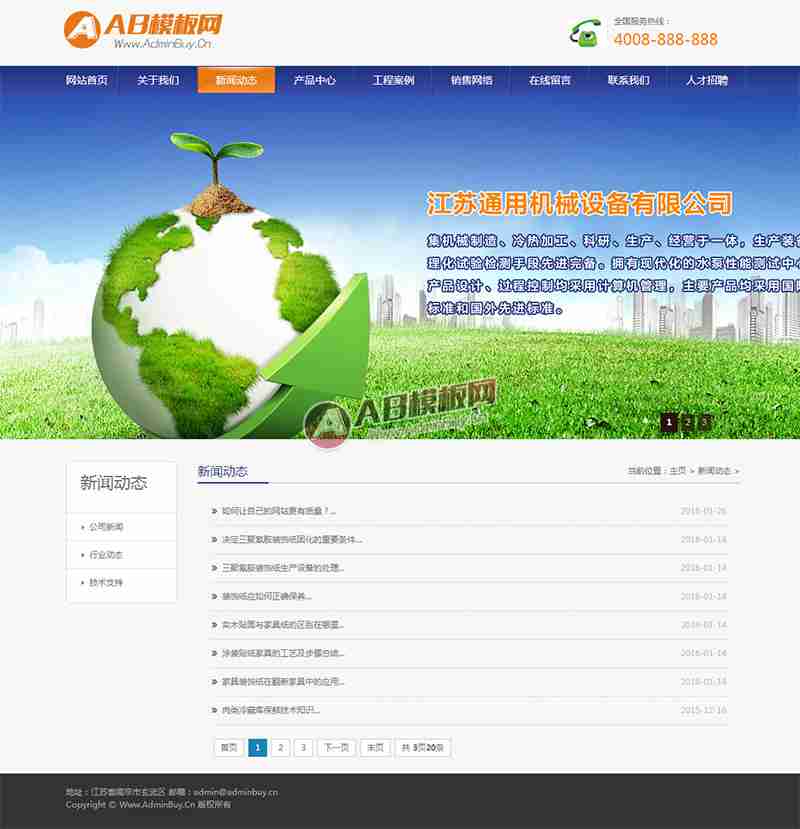 AB模板网
Www.AdminBuy.Cn
全国服务热线：
4008-888-888
网站首页 关于我们 新闻动态 产品中心 工程案例 销售网络 在线留言 联系我们 人才招聘
江苏通用机械设备有限公司
集机械制造、冷热加工、科研、生产、经营于一体，生产装备
理化试验检测手段先进完备。拥有现代化的水泵性能测试中心
产品设计、过程控制均采用计算机管理，主要产品均采用国际
标准和国外先进标准。
AB模板网
1 2 3
新闻动态
公司新闻
行业动态
技术支持
新闻动态
当前位置：主页 > 新闻动态 >
如何让自己的网站更有质量？... 2016-01-26
决定三聚氰胺装饰纸固化的重要条件... 2016-01-14
三聚氰胺装饰纸生产设备的处理... 2016-01-14
装饰纸应如何正确保养... 2016-01-14
实木贴面与家具纸的区别在哪里... 2016-01-14
涂装贴纸家具的工艺及步骤总结... 2016-01-14
家具装饰纸在翻新家具中的应用... 2016-01-14
肉类冷藏库保鲜技术知识... 2015-12-16
首页 1 2 3 下一页 末页 共 3页20条
地址：江苏省南京市玄武区 邮箱：admin@adminbuy.cn
Copyright © Www.AdminBuy.Cn 版权所有